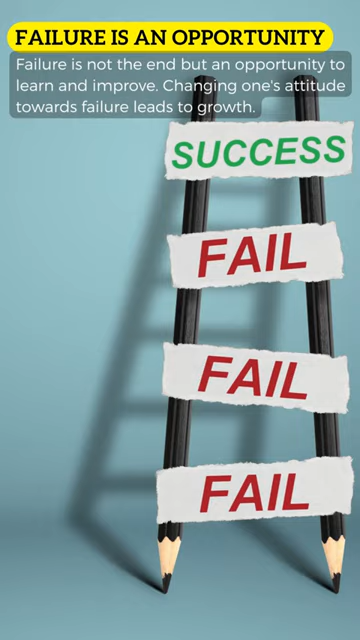 FAILURE IS AN OPPORTUNITY
Failure is not the end but an opportunity to
learn and improve. Changing one's attitude
towards failure leads to growth.
SUCCESS
FAIL
FAIL
FAIL